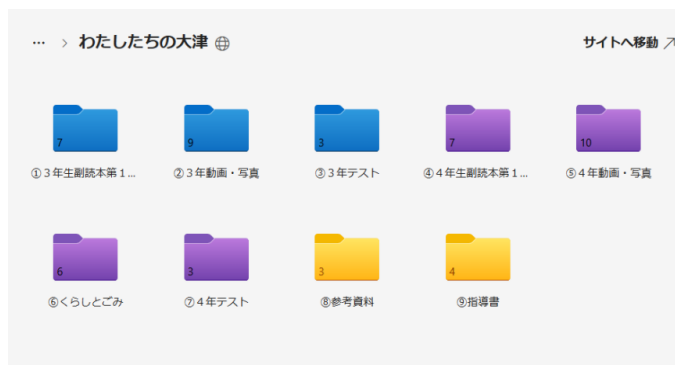 … > わたしたちの大津
サイトへ移動
7 9 3 7 10
①3年生副読本第1... ②3年動画・写真 ③3年テスト ④4年生副読本第1... ⑤4年動画・写真
6 3 3 4
⑥くらしとごみ ⑦4年テスト ⑧参考資料 ⑨指導書